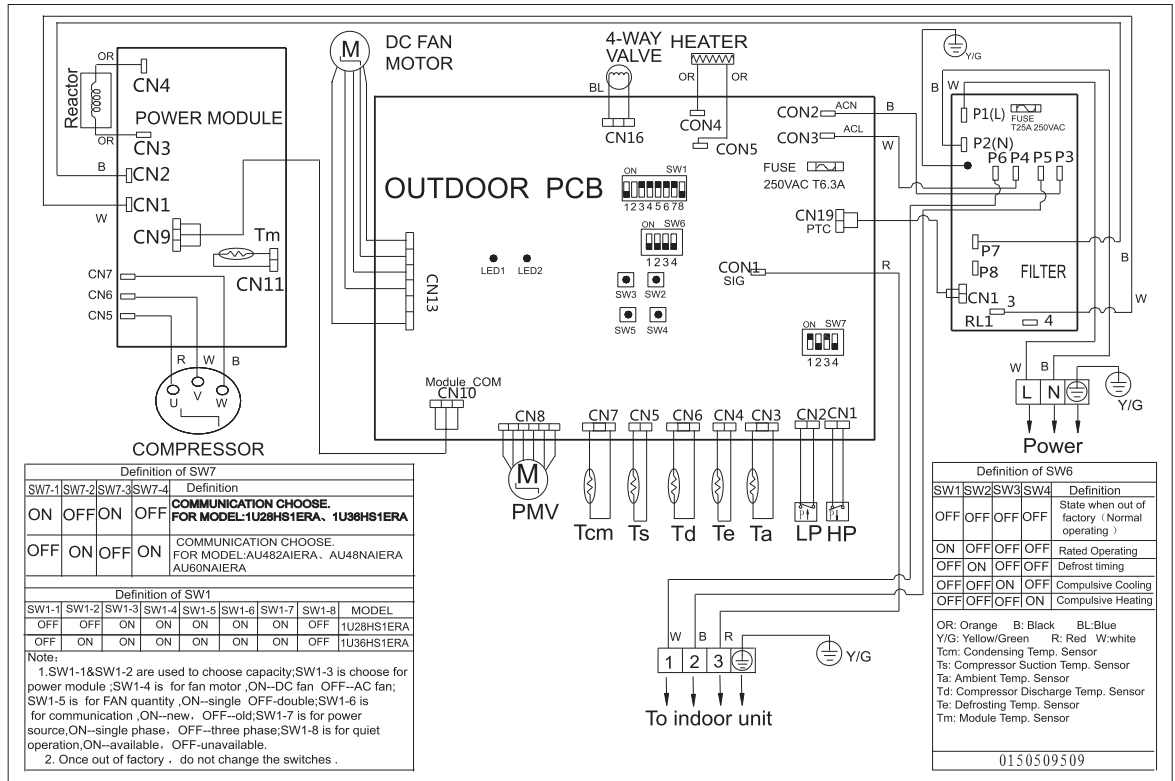 OR
Reactor
CN4
POWER MODULE
OR
CN3
B
CN2
CN1
W
CN9
Tm
CN11
CN7
CN6
CN5
R W B
U V W
COMPRESSOR
M
DC FAN
MOTOR
4-WAY
VALVE
BL
HEATER
OR OR
CN16
CON4
CON5
CON2 ACN B
CON3 ACL W
FUSE
250VAC T6.3A
OUTDOOR PCB
ON SW1
12345678
ON SW6
1234
CN19
PTC
LED1 LED2
CON1 R
SIG
SW3 SW2
SW5 SW4
CN13
ON SW7
1234
Module COM
CN10
CN8
M
PMV
CN7 CN5 CN6 CN4 CN3 CN2 CN1
P P
Tcm Ts Td Te Ta LP HP
Y/G
B W
B
P1(L)
FUSE
T25A 250VAC
P2(N)
P6 P4 P5 P3
P7
P8 FILTER
CN1 3
RL1 4
B
W
W B
L N
Y/G
Power
W B R
1 2 3
Y/G
To indoor unit
Definition of SW7
SW7-1 SW7-2 SW7-3 SW7-4 Definition
ON OFF ON OFF COMMUNICATION CHOOSE.
FOR MODEL:1U28HS1ERA、1U36HS1ERA
OFF ON OFF ON COMMUNICATION CHOOSE.
FOR MODEL:AU482AIERA、AU48NAIERA
AU60NAIERA
Definition of SW1
SW1-1 SW1-2 SW1-3 SW1-4 SW1-5 SW1-6 SW1-7 SW1-8 MODEL
OFF OFF ON ON ON ON ON OFF 1U28HS1ERA
OFF ON ON ON ON ON ON OFF 1U36HS1ERA
Note:
1.SW1-1&SW1-2 are used to choose capacity;SW1-3 is choose for
power module ;SW1-4 is for fan motor ,ON--DC fan OFF--AC fan;
SW1-5 is for FAN quantity ,ON--single OFF-double;SW1-6 is
for communication ,ON--new， OFF--old;SW1-7 is for power
source,ON--single phase， OFF--three phase;SW1-8 is for quiet
operation,ON--available， OFF-unavailable.
2. Once out of factory ， do not change the switches .
Definition of SW6
SW1 SW2 SW3 SW4 Definition
OFF OFF OFF OFF State when out of
factory（Normal
operating ）
ON OFF OFF OFF Rated Operating
OFF ON OFF OFF Defrost timing
OFF OFF ON OFF Compulsive Cooling
OFF OFF OFF ON Compulsive Heating
OR: Orange B: Black BL:Blue
Y/G: Yellow/Green R: Red W:white
Tcm: Condensing Temp. Sensor
Ts: Compressor Suction Temp. Sensor
Ta: Ambient Temp. Sensor
Td: Compressor Discharge Temp. Sensor
Te: Defrosting Temp. Sensor
Tm: Module Temp. Sensor
0150509509